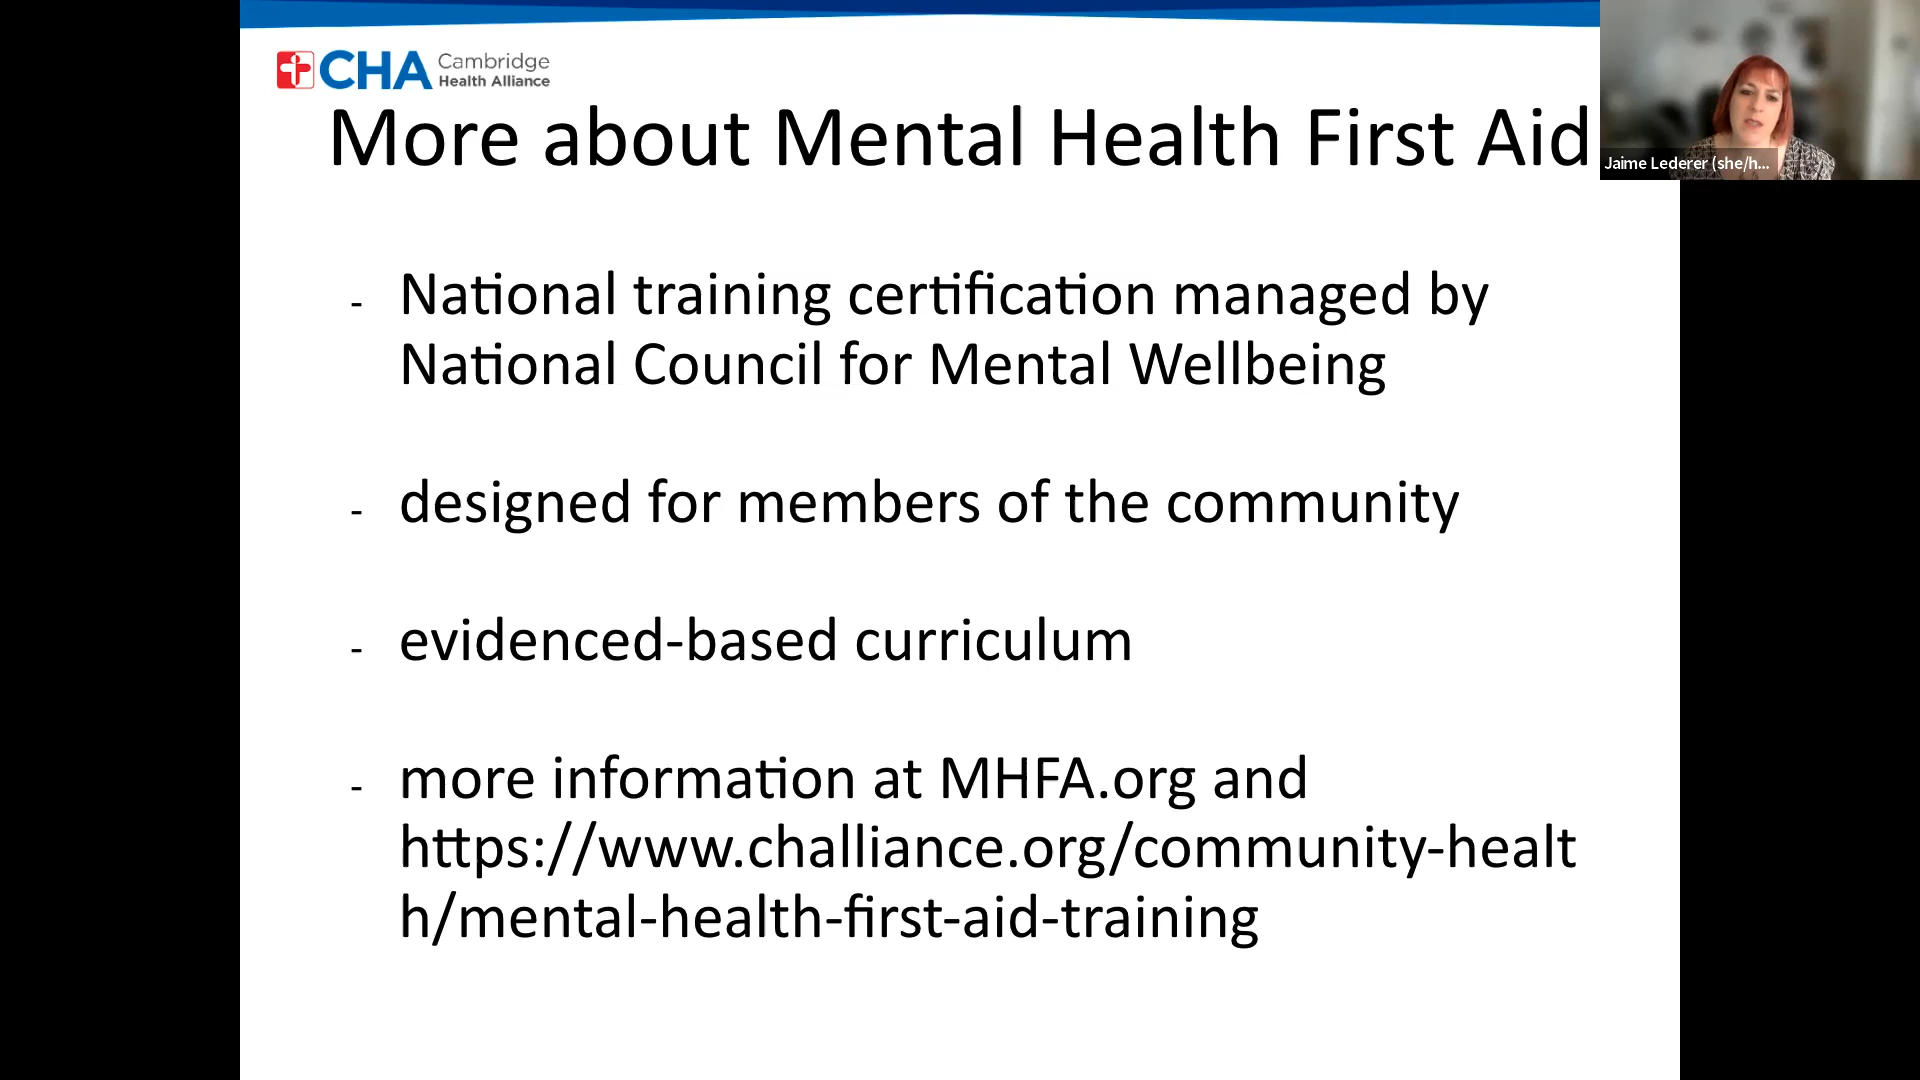 CHA Cambridge
Health Alliance
More about Mental Health First Aid
Jaime Lederer (she/h...
- National training certification managed by
National Council for Mental Wellbeing
- designed for members of the community
- evidenced-based curriculum
- more information at MHFA.org and
https://www.challiance.org/community-healt
h/mental-health-first-aid-training